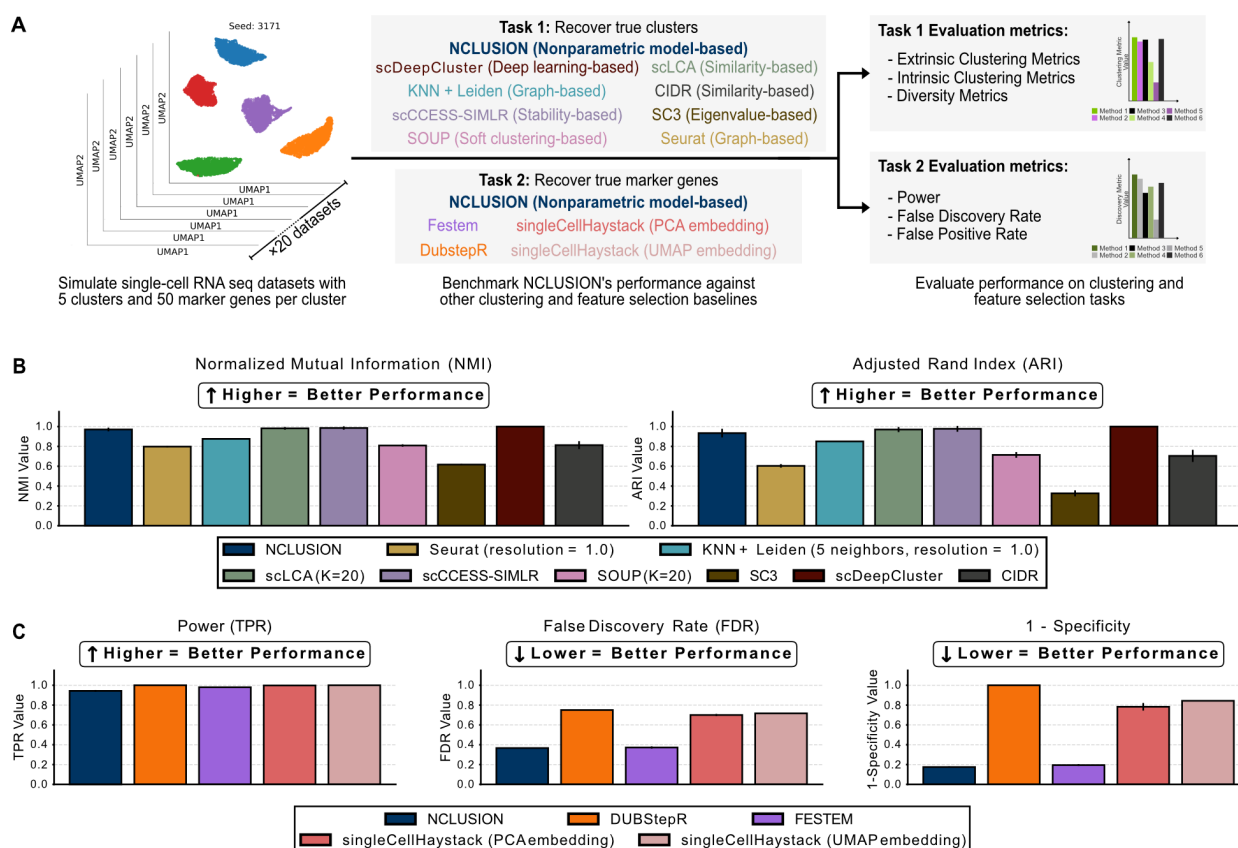 A
Seed: 3171
UMAP2
UMAP2
UMAP2
UMAP2
UMAP2
UMAP2
UMAP1
UMAP1
UMAP1
UMAP1
UMAP1
×20 datasets
Simulate single-cell RNA seq datasets with
5 clusters and 50 marker genes per cluster
Task 1: Recover true clusters
NCLUSION (Nonparametric model-based)
scDeepCluster (Deep learning-based) scLCA (Similarity-based)
KNN + Leiden (Graph-based) CIDR (Similarity-based)
scCCESS-SIMLR (Stability-based) SC3 (Eigenvalue-based)
SOUP (Soft clustering-based) Seurat (Graph-based)
Task 2: Recover true marker genes
NCLUSION (Nonparametric model-based)
Festem singleCellHaystack (PCA embedding)
DubstepR singleCellHaystack (UMAP embedding)
Benchmark NCLUSION's performance against
other clustering and feature selection baselines
Task 1 Evaluation metrics:
- Extrinsic Clustering Metrics
- Intrinsic Clustering Metrics
- Diversity Metrics
Clustering Metric
Value
Method 1 Method 3 Method 5
Method 2 Method 4 Method 6
Task 2 Evaluation metrics:
- Power
- False Discovery Rate
- False Positive Rate
Discovery Metric
Value
Method 1 Method 3 Method 5
Method 2 Method 4 Method 6
Evaluate performance on clustering and
feature selection tasks
B
Normalized Mutual Information (NMI)
↑ Higher = Better Performance
NMI Value
1.0
0.8
0.6
0.4
0.2
0.0
Adjusted Rand Index (ARI)
↑ Higher = Better Performance
ARI Value
1.0
0.8
0.6
0.4
0.2
0.0
NCLUSION Seurat (resolution = 1.0) KNN + Leiden (5 neighbors, resolution = 1.0)
scLCA (K=20) scCCESS-SIMLR SOUP (K=20) SC3 scDeepCluster CIDR
C
Power (TPR)
↑ Higher = Better Performance
TPR Value
1.0
0.8
0.6
0.4
0.2
0.0
False Discovery Rate (FDR)
↓ Lower = Better Performance
FDR Value
1.0
0.8
0.6
0.4
0.2
0.0
1 - Specificity
↓ Lower = Better Performance
1-Specificity Value
1.0
0.8
0.6
0.4
0.2
0.0
NCLUSION DUBStepR FESTEM
singleCellHaystack (PCA embedding) singleCellHaystack (UMAP embedding)